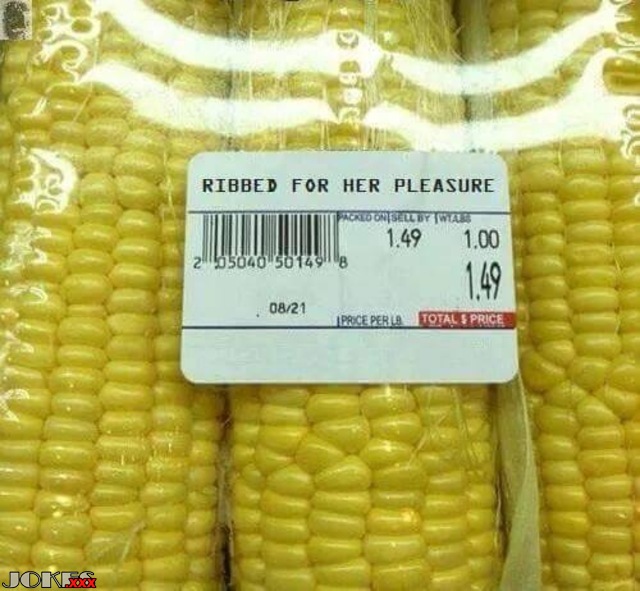 RIBBED FOR HER PLEASURE
PACKED ON SELL BY WT/LBS
1.49 1.00
2 05040 50149 8
1.49
08/21
PRICE PER LB. TOTAL $ PRICE
JOKES.xxx